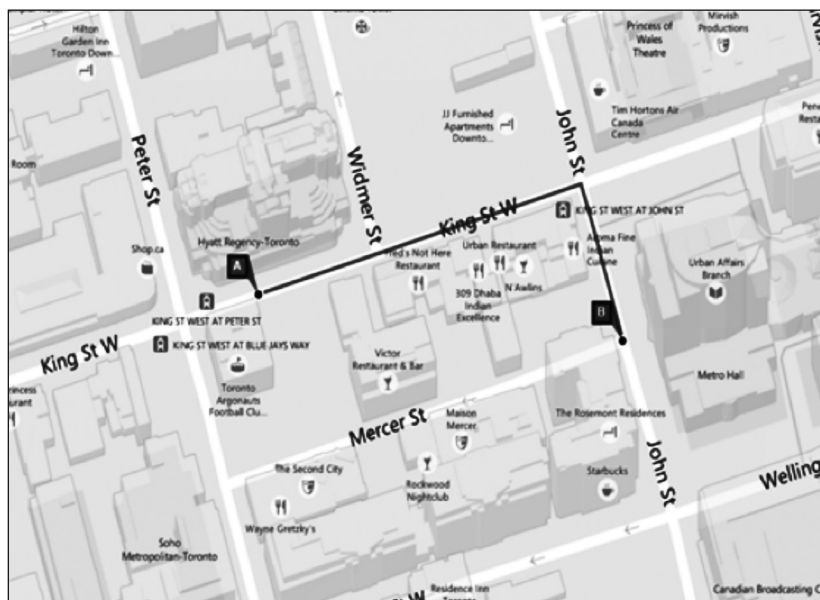 Hilton
Garden Inn
Toronto Down...
Princess of
Wales
Theatre
Mirvish
Productions
JJ Furnished
Apartments
Downto...
Tim Hortons Air
Canada
Centre
John St
Peter St
Widmer St
Room
King St W
KING ST WEST AT JOHN ST
Hyatt Regency-Toronto
Shop.ca
Fred's Not Here
Restaurant
Urban Restaurant
Aroma Fine
Indian
Cuisine
Urban Affairs
Branch
A
N'Awlins
309 Dhaba
Indian
Excellence
KING ST WEST AT PETER ST
B
King St W
KING ST WEST AT BLUE JAYS WAY
Victor
Restaurant & Bar
Metro Hall
Toronto
Argonauts
Football Clu...
Mercer St
Maison
Mercer
The Rosemont Residences
John St
The Second City
Rockwood
Nightclub
Starbucks
Welling
Wayne Gretzky's
Soho
Metropolitan-Toronto
Residence Inn
Canadian Broadcasting C